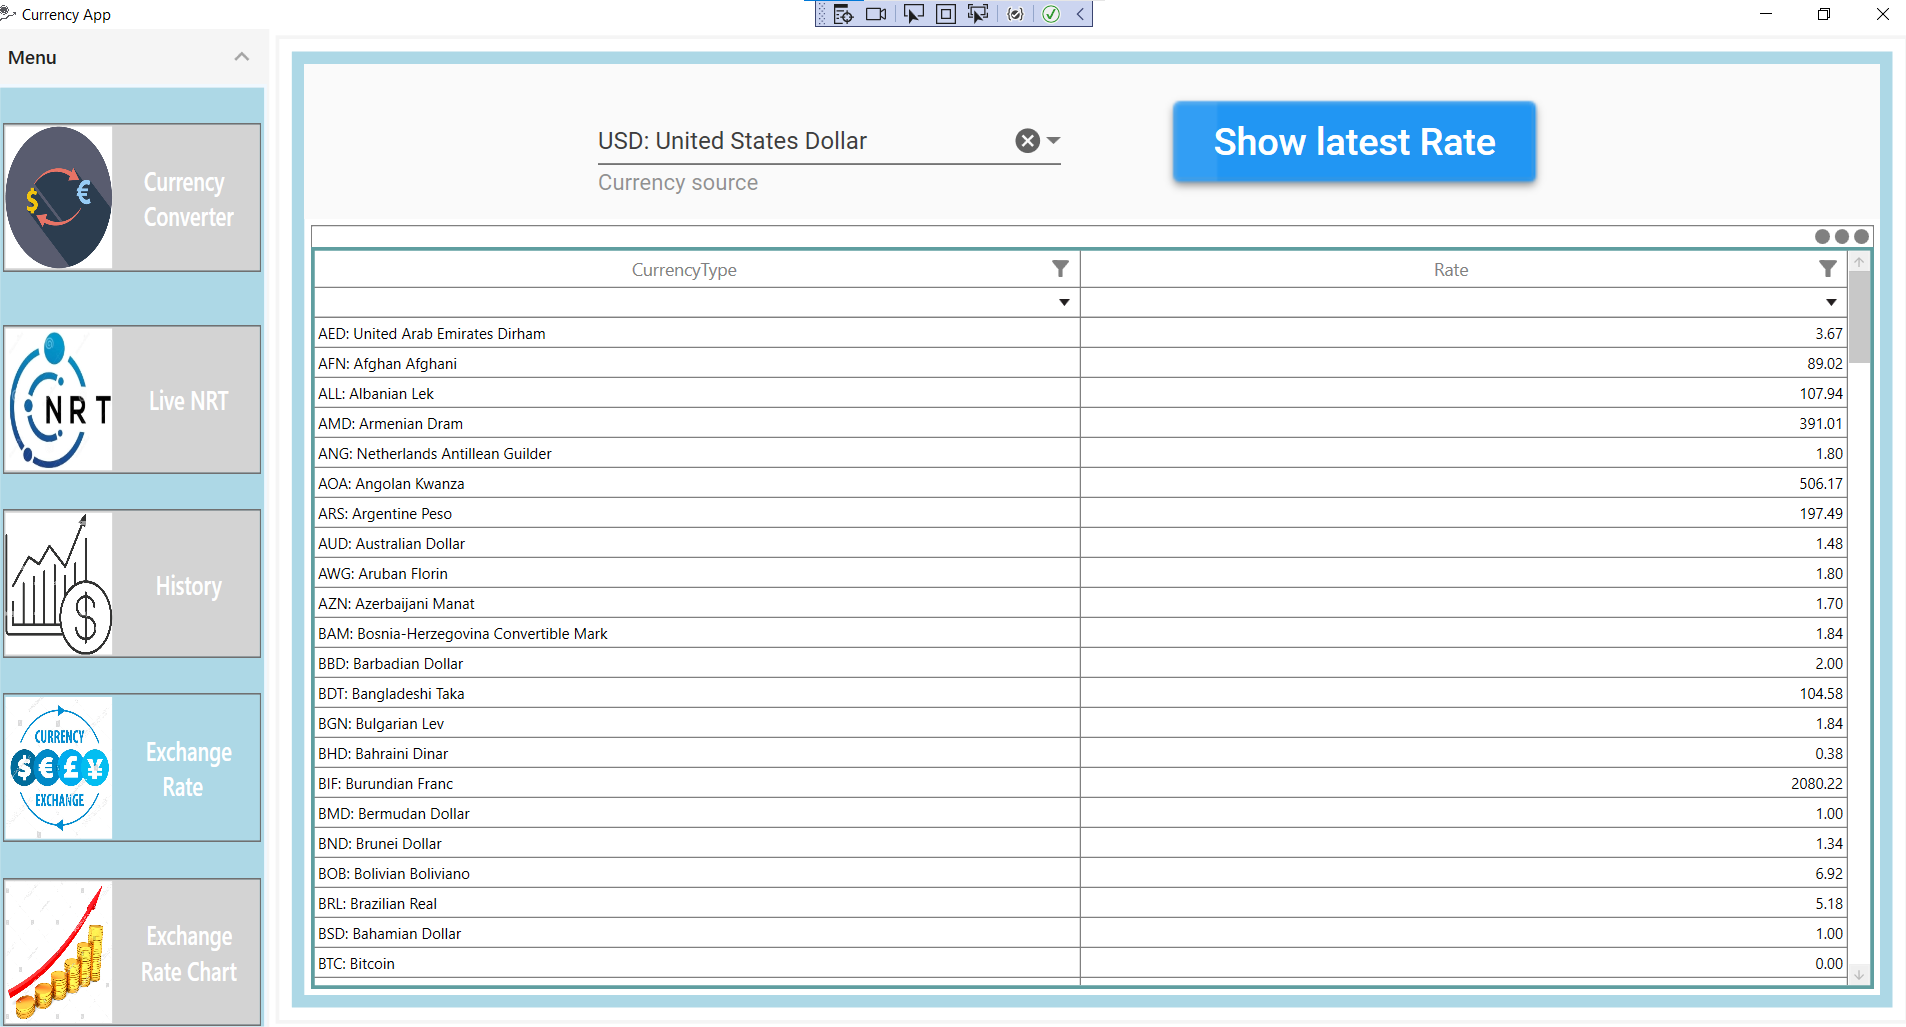 Currency App
Menu
$ €
Currency
Converter
NRT
Live NRT
$
History
CURRENCY
$ € £ ¥
EXCHANGE
Exchange
Rate
Exchange
Rate Chart
USD: United States Dollar
Currency source
Show latest Rate
CurrencyType Rate
AED: United Arab Emirates Dirham 3.67
AFN: Afghan Afghani 89.02
ALL: Albanian Lek 107.94
AMD: Armenian Dram 391.01
ANG: Netherlands Antillean Guilder 1.80
AOA: Angolan Kwanza 506.17
ARS: Argentine Peso 197.49
AUD: Australian Dollar 1.48
AWG: Aruban Florin 1.80
AZN: Azerbaijani Manat 1.70
BAM: Bosnia-Herzegovina Convertible Mark 1.84
BBD: Barbadian Dollar 2.00
BDT: Bangladeshi Taka 104.58
BGN: Bulgarian Lev 1.84
BHD: Bahraini Dinar 0.38
BIF: Burundian Franc 2080.22
BMD: Bermudan Dollar 1.00
BND: Brunei Dollar 1.34
BOB: Bolivian Boliviano 6.92
BRL: Brazilian Real 5.18
BSD: Bahamian Dollar 1.00
BTC: Bitcoin 0.00